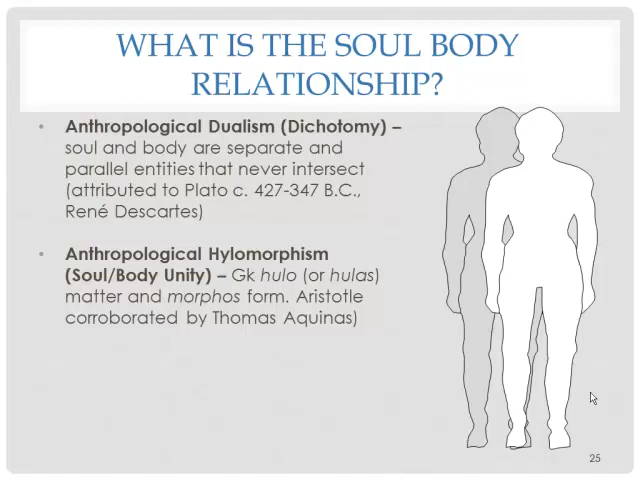 WHAT IS THE SOUL BODY
RELATIONSHIP?
• Anthropological Dualism (Dichotomy) –
soul and body are separate and
parallel entities that never intersect
(attributed to Plato c. 427-347 B.C.,
René Descartes)
• Anthropological Hylomorphism
(Soul/Body Unity) – Gk hulo (or hulas)
matter and morphos form. Aristotle
corroborated by Thomas Aquinas)
25